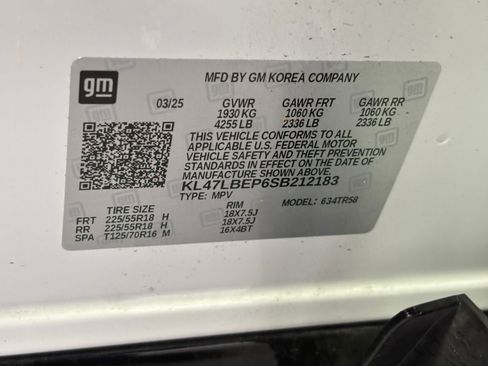 gm
MFD BY GM KOREA COMPANY
03/25 GVWR GAWR FRT GAWR RR
1930 KG 1060 KG 1060 KG
4255 LB 2336 LB 2336 LB
THIS VEHICLE CONFORMS TO ALL
APPLICABLE U.S. FEDERAL MOTOR
VEHICLE SAFETY AND THEFT PREVENTION
STANDARDS IN EFFECT ON THE DATE OF
MANUFACTURE SHOWN ABOVE.
KL47LBEP6SB212183
TYPE: MPV MODEL: 634TR58
TIRE SIZE RIM
FRT 225/55R18 H 18X7.5J
RR 225/55R18 H 18X7.5J
SPA T125/70R16 M 16X4BT